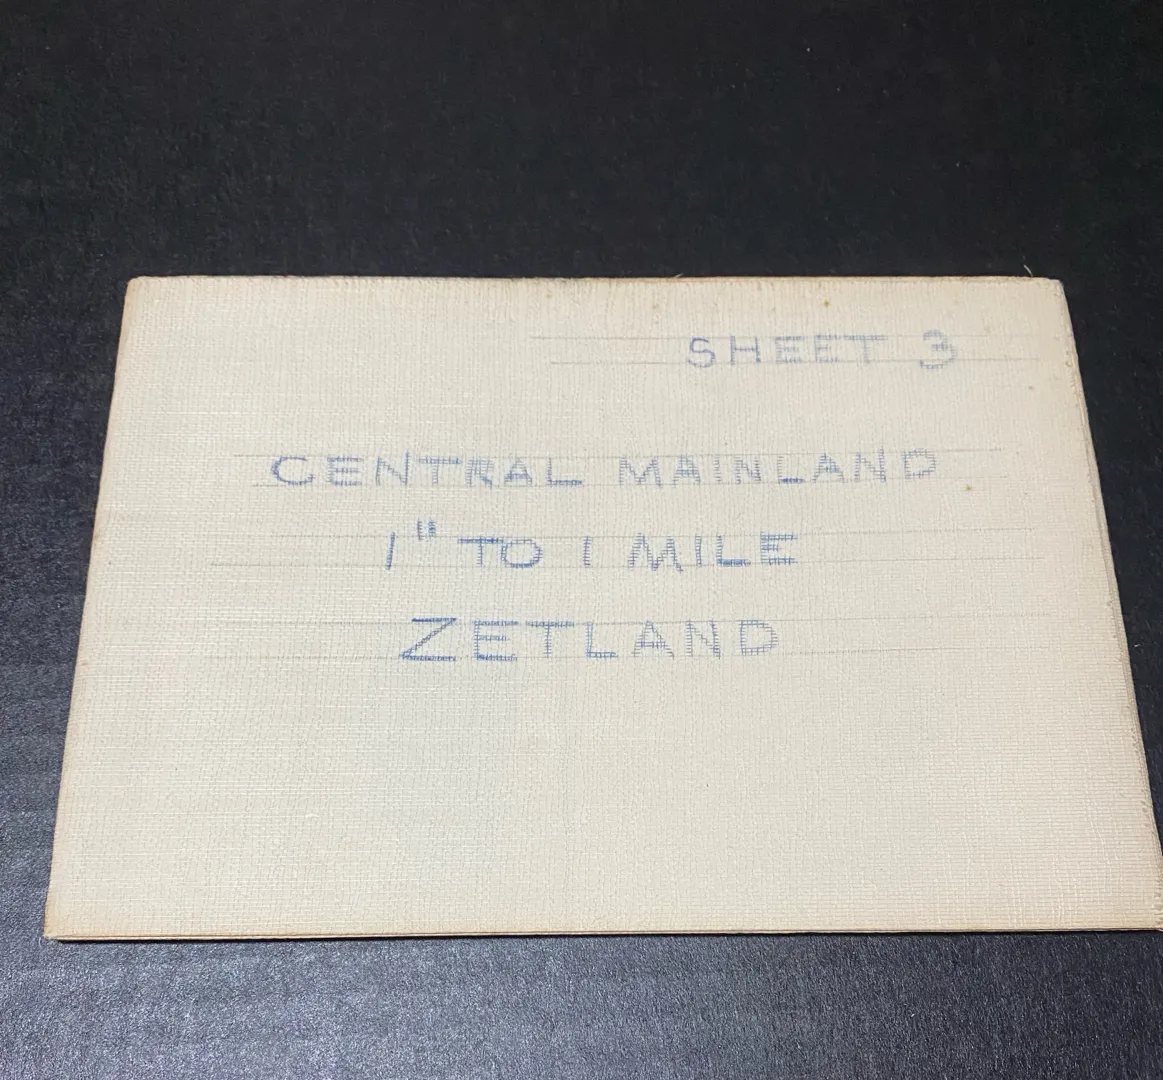 SHEET 3
CENTRAL MAINLAND
1" TO 1 MILE
ZETLAND